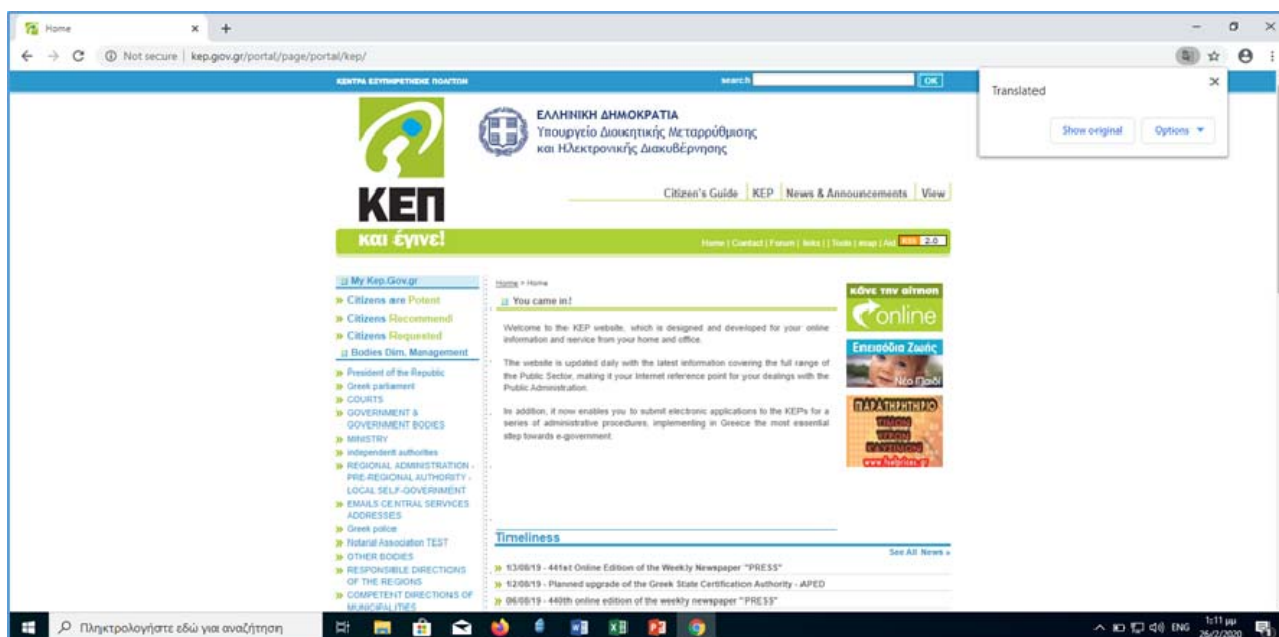 Home
Not secure | kep.gov.gr/portal/page/portal/kep/
ΚΕΝΤΡΑ ΕΞΥΠΗΡΕΤΗΣΗΣ ΠΟΛΙΤΩΝ
search
OK
Translated
Show original
Options
ΕΛΛΗΝΙΚΗ ΔΗΜΟΚΡΑΤΙΑ
Υπουργείο Διοικητικής Μεταρρύθμισης
και Ηλεκτρονικής Διακυβέρνησης
ΚΕΠ
και έγινε!
Citizen's Guide | KEP | News & Announcements | View
Home | Contact | Forum | links | | Tools | emap | Aid RSS 2.0
My Kep.Gov.gr
Citizens are Potent
Citizens Recommend
Citizens Requested
Bodies Dim. Management
President of the Republic
Greek parliament
COURTS
GOVERNMENT &
GOVERNMENT BODIES
MINISTRY
independent authorities
REGIONAL ADMINISTRATION -
PRE-REGIONAL AUTHORITY -
LOCAL SELF-GOVERNMENT
EMAILS CENTRAL SERVICES
ADDRESSES
Greek police
Notarial Association TEST
OTHER BODIES
RESPONSIBLE DIRECTIONS
OF THE REGIONS
COMPETENT DIRECTIONS OF
MUNICIPALITIES
Home > Home
You came in!
Welcome to the KEP website, which is designed and developed for your online
information and service from your home and office.
The website is updated daily with the latest information covering the full range of
the Public Sector, making it your Internet reference point for your dealings with the
Public Administration.
In addition, it now enables you to submit electronic applications to the KEPs for a
series of administrative procedures, implementing in Greece the most essential
step towards e-government.
κάνε την αίτηση
online
Επεισόδια Ζωής
Νέο Παιδί
ΠΑΡΑΤΗΡΗΤΗΡΙΟ
ΤΙΜΩΝ
ΥΓΡΩΝ
ΚΑΥΣΙΜΩΝ
www.fuelprices.gr
Timeliness
See All News »
13/08/19 - 441st Online Edition of the Weekly Newspaper "PRESS"
12/08/19 - Planned upgrade of the Greek State Certification Authority - APED
06/08/19 - 440th online edition of the weekly newspaper "PRESS"
Πληκτρολογήστε εδώ για αναζήτηση
ENG
1:11 μμ
26/2/2020